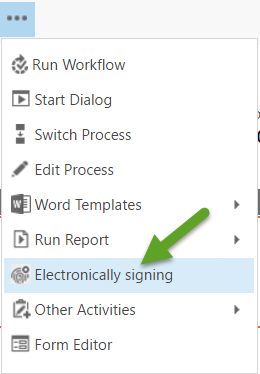 Run Workflow
Start Dialog
Switch Process
Edit Process
Word Templates
Run Report
Electronically signing
Other Activities
Form Editor